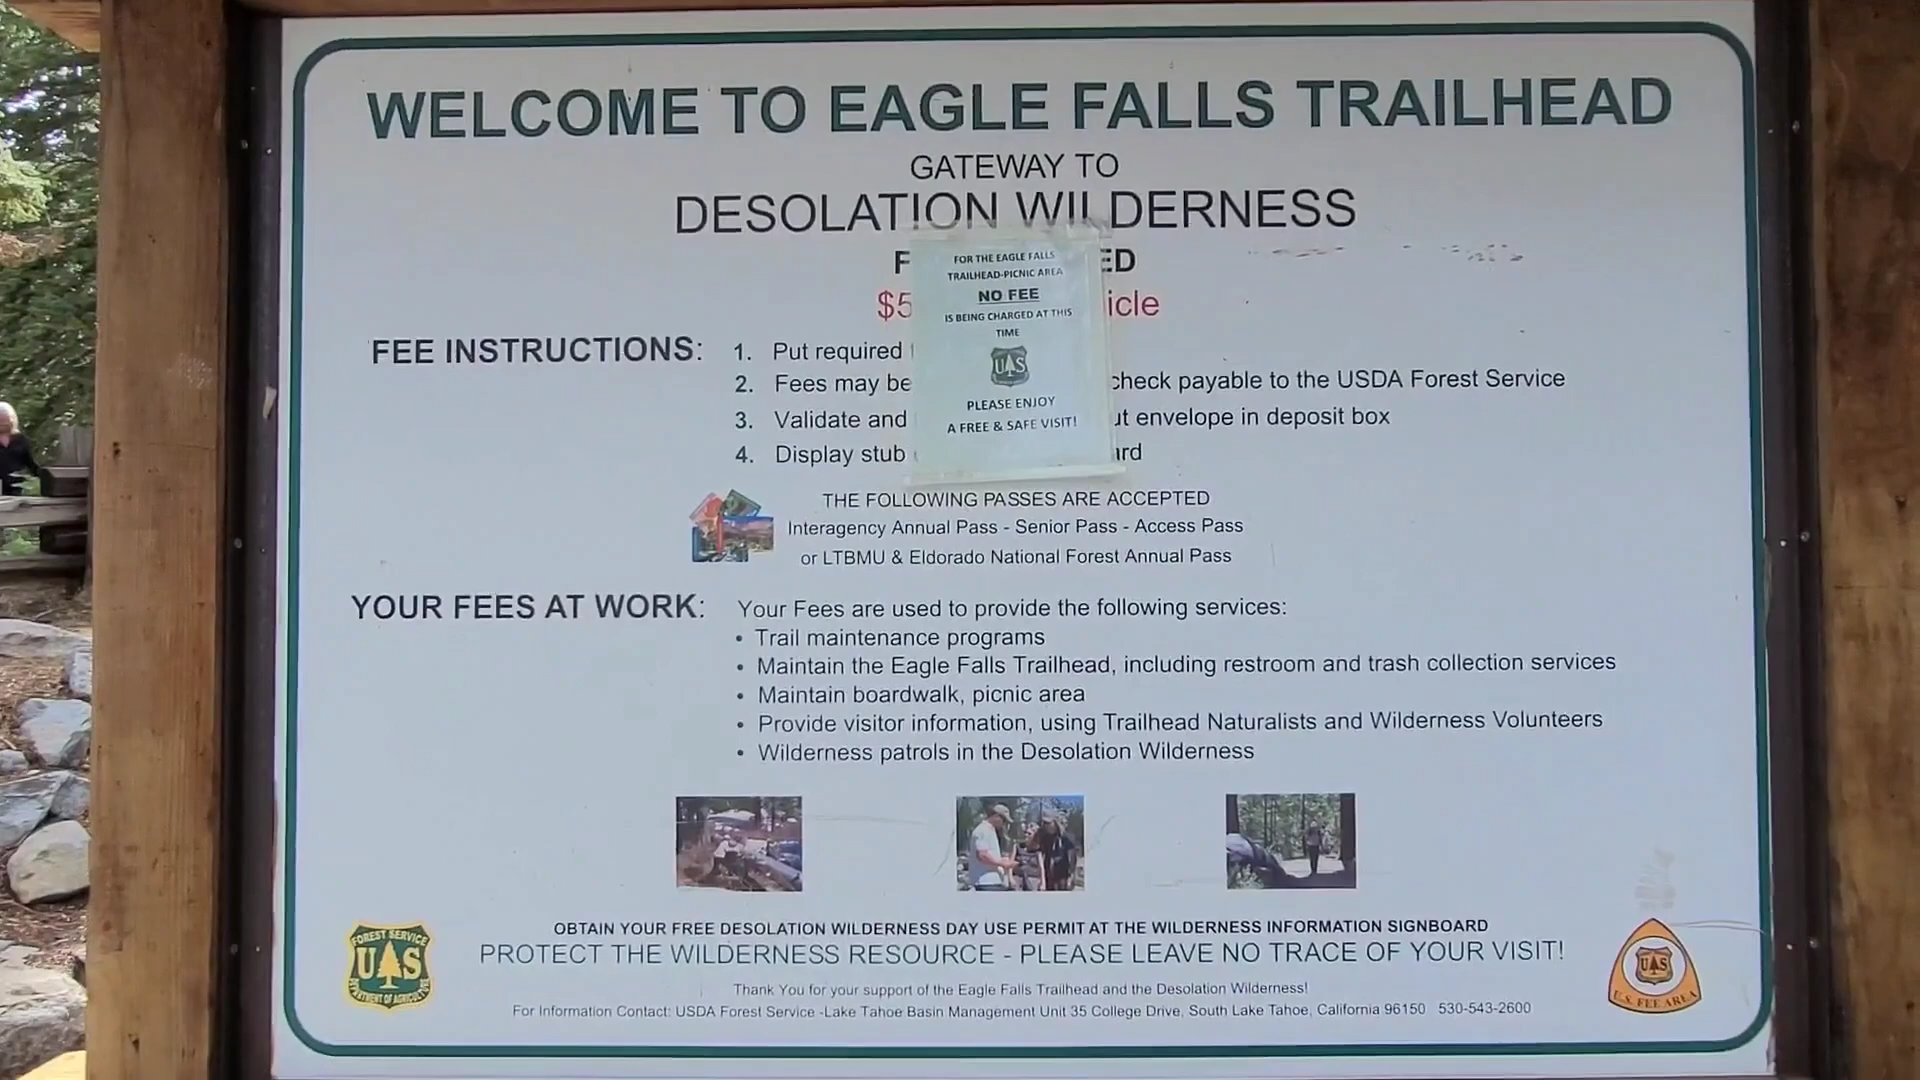 WELCOME TO EAGLE FALLS TRAILHEAD
GATEWAY TO
DESOLATION WILDERNESS
FOR THE EAGLE FALLS
TRAILHEAD-PICNIC AREA
NO FEE
IS BEING CHARGED AT THIS
TIME
UAS
PLEASE ENJOY
A FREE & SAFE VISIT!
$5
FEE INSTRUCTIONS:
1. Put required
2. Fees may be check payable to the USDA Forest Service
3. Validate and envelope in deposit box
4. Display stub
THE FOLLOWING PASSES ARE ACCEPTED
Interagency Annual Pass - Senior Pass - Access Pass
or LTBMU & Eldorado National Forest Annual Pass
YOUR FEES AT WORK: Your Fees are used to provide the following services:
• Trail maintenance programs
• Maintain the Eagle Falls Trailhead, including restroom and trash collection services
• Maintain boardwalk, picnic area
• Provide visitor information, using Trailhead Naturalists and Wilderness Volunteers
• Wilderness patrols in the Desolation Wilderness
OBTAIN YOUR FREE DESOLATION WILDERNESS DAY USE PERMIT AT THE WILDERNESS INFORMATION SIGNBOARD
PROTECT THE WILDERNESS RESOURCE - PLEASE LEAVE NO TRACE OF YOUR VISIT!
Thank You for your support of the Eagle Falls Trailhead and the Desolation Wilderness!
For Information Contact: USDA Forest Service -Lake Tahoe Basin Management Unit 35 College Drive, South Lake Tahoe, California 96150 530-543-2600
FOREST SERVICE
UAS
DEPARTMENT OF AGRICULTURE
UAS
U.S. FEE AREA